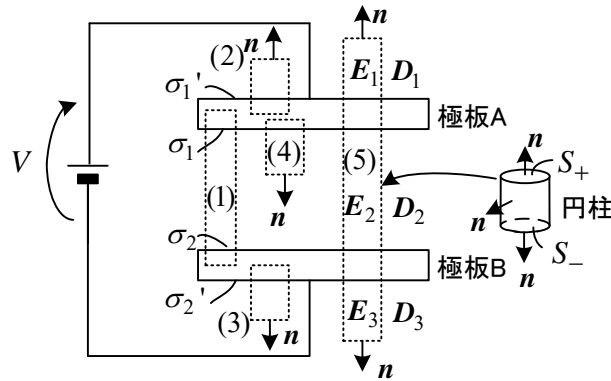 n
(2) n E₁ D₁
σ₁' 極板A
σ₁ (4) (5) n S₊
V (1) n E₂ D₂ n 円柱
σ₂ S₋
極板B n
σ₂' (3) n E₃ D₃
n